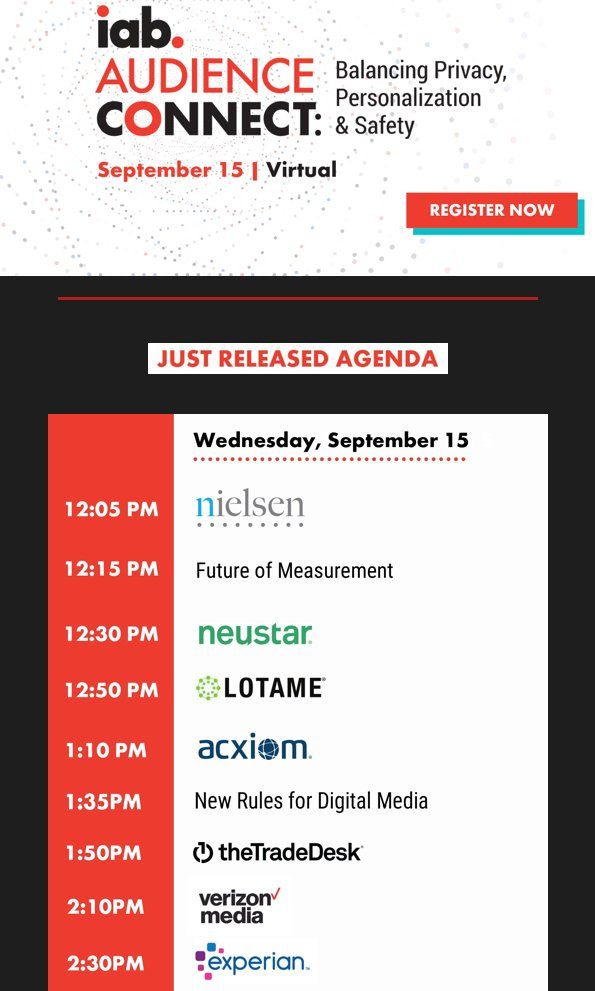 iab.
AUDIENCE
CONNECT:
Balancing Privacy,
Personalization
& Safety
September 15 | Virtual
REGISTER NOW
JUST RELEASED AGENDA
Wednesday, September 15
12:05 PM nielsen
12:15 PM Future of Measurement
12:30 PM neustar
12:50 PM LOTAME
1:10 PM acxiom.
1:35PM New Rules for Digital Media
1:50PM theTradeDesk
2:10PM verizon
media
2:30PM experian.